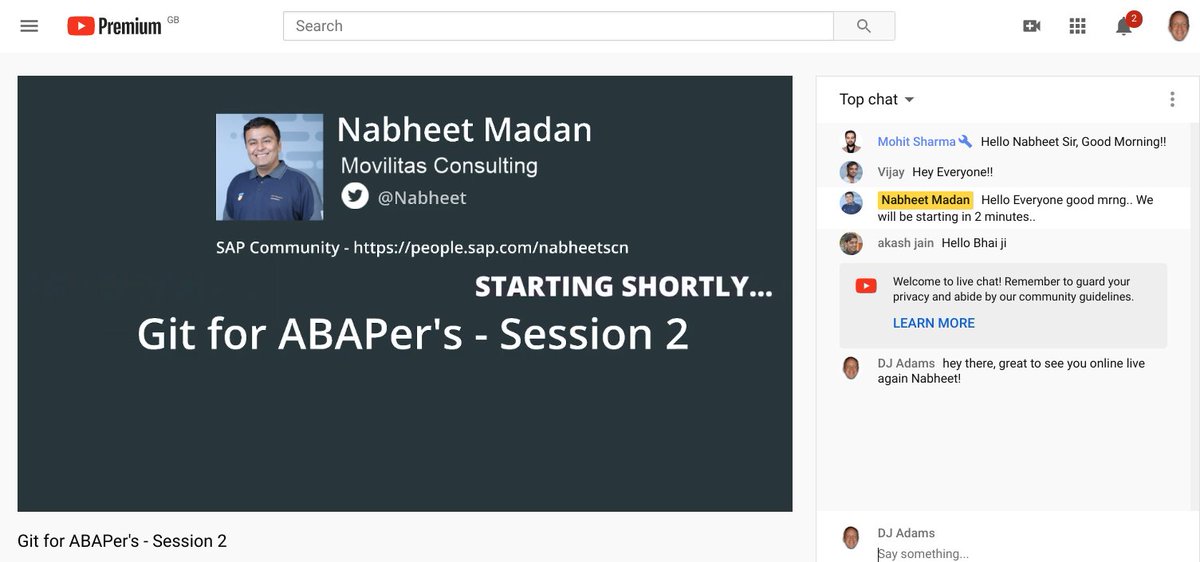 Premium GB
Search
2
Nabheet Madan
Movilitas Consulting
@Nabheet
SAP Community - https://people.sap.com/nabheetscn
STARTING SHORTLY...
Git for ABAPer's - Session 2
Git for ABAPer's - Session 2
Top chat
Mohit Sharma Hello Nabheet Sir, Good Morning!!
Vijay Hey Everyone!!
Nabheet Madan Hello Everyone good mrng.. We
will be starting in 2 minutes..
akash jain Hello Bhai ji
Welcome to live chat! Remember to guard your
privacy and abide by our community guidelines.
LEARN MORE
DJ Adams hey there, great to see you online live
again Nabheet!
DJ Adams
Say something...